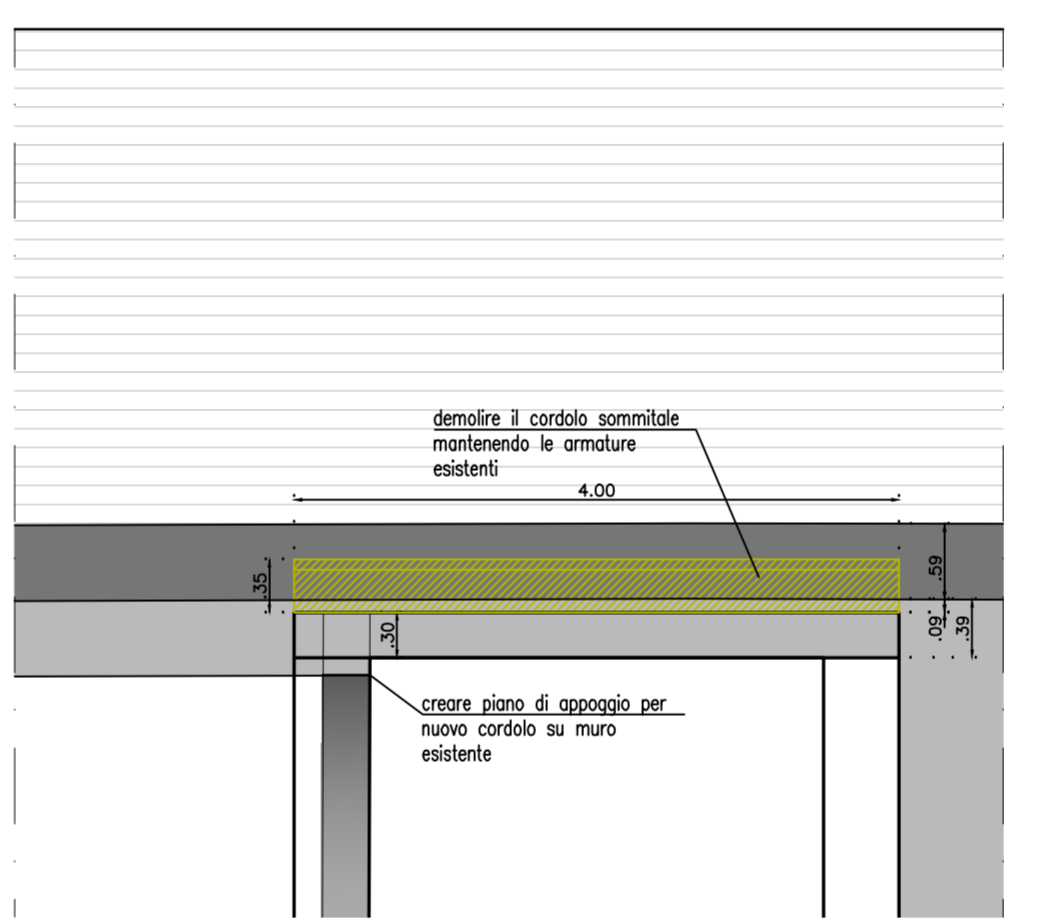 demolire il cordolo sommitale
mantenendo le armature
esistenti
4.00
.59
.35
.30
.09
.39
creare piano di appoggio per
nuovo cordolo su muro
esistente